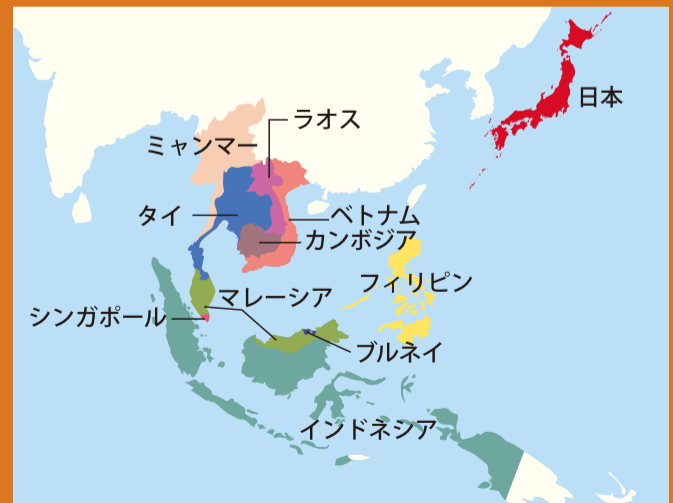 日本
ラオス
ミャンマー
タイ
ベトナム
カンボジア
フィリピン
マレーシア
シンガポール
ブルネイ
インドネシア